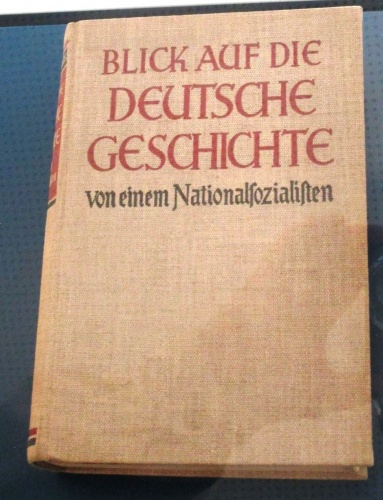 BLICK AUF DIE
DEUTSCHE
GESCHICHTE
von einem Nationalſozialiſten